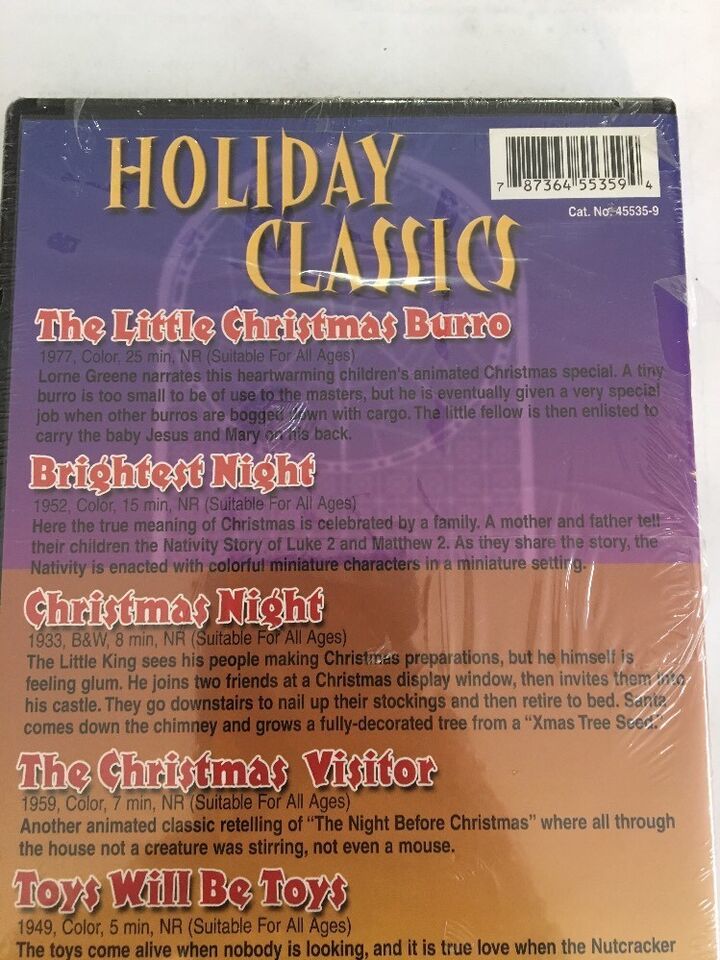 HOLIDAY
CLASSICS
7 87364 55359 4
Cat. No. 45535-9
The Little Christmas Burro
1977, Color, 25 min, NR (Suitable For All Ages)
Lorne Greene narrates this heartwarming children's animated Christmas special. A tiny
burro is too small to be of use to the masters, but he is eventually given a very special
job when other burros are bogged down with cargo. The little fellow is then enlisted to
carry the baby Jesus and Mary on his back.
Brightest Night
1952, Color, 15 min, NR (Suitable For All Ages)
Here the true meaning of Christmas is celebrated by a family. A mother and father tell
their children the Nativity Story of Luke 2 and Matthew 2. As they share the story, the
Nativity is enacted with colorful miniature characters in a miniature setting.
Christmas Night
1933, B&W, 8 min, NR (Suitable For All Ages)
The Little King sees his people making Christmas preparations, but he himself is
feeling glum. He joins two friends at a Christmas display window, then invites them into
his castle. They go downstairs to nail up their stockings and then retire to bed. Santa
comes down the chimney and grows a fully-decorated tree from a "Xmas Tree Seed."
The Christmas Visitor
1959, Color, 7 min, NR (Suitable For All Ages)
Another animated classic retelling of "The Night Before Christmas" where all through
the house not a creature was stirring, not even a mouse.
Toys Will Be Toys
1949, Color, 5 min, NR (Suitable For All Ages)
The toys come alive when nobody is looking, and it is true love when the Nutcracker